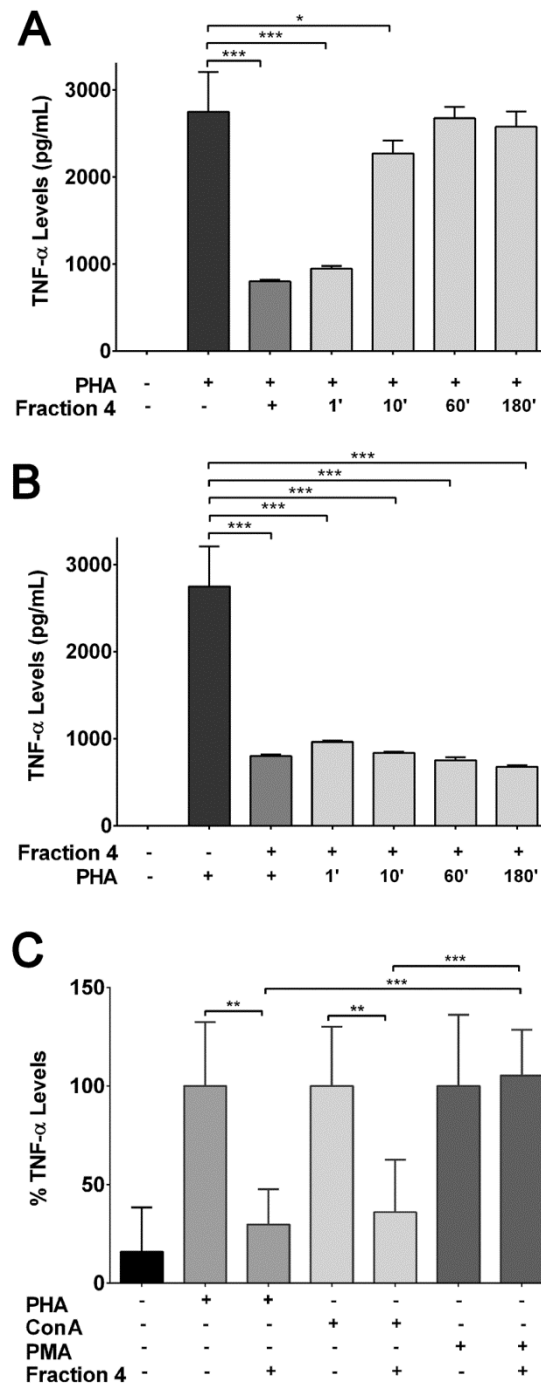 A
*
***
***
TNF-α Levels (pg/mL)
3000
2000
1000
0
PHA - + + + + + +
Fraction 4 - - + 1' 10' 60' 180'
B
***
***
***
***
***
TNF-α Levels (pg/mL)
3000
2000
1000
0
Fraction 4 - - + + + + +
PHA - + + 1' 10' 60' 180'
C
***
***
** **
% TNF-α Levels
150
100
50
0
PHA - + + - - - -
ConA - - - + + - -
PMA - - - - - + +
Fraction 4 - - + - + - +